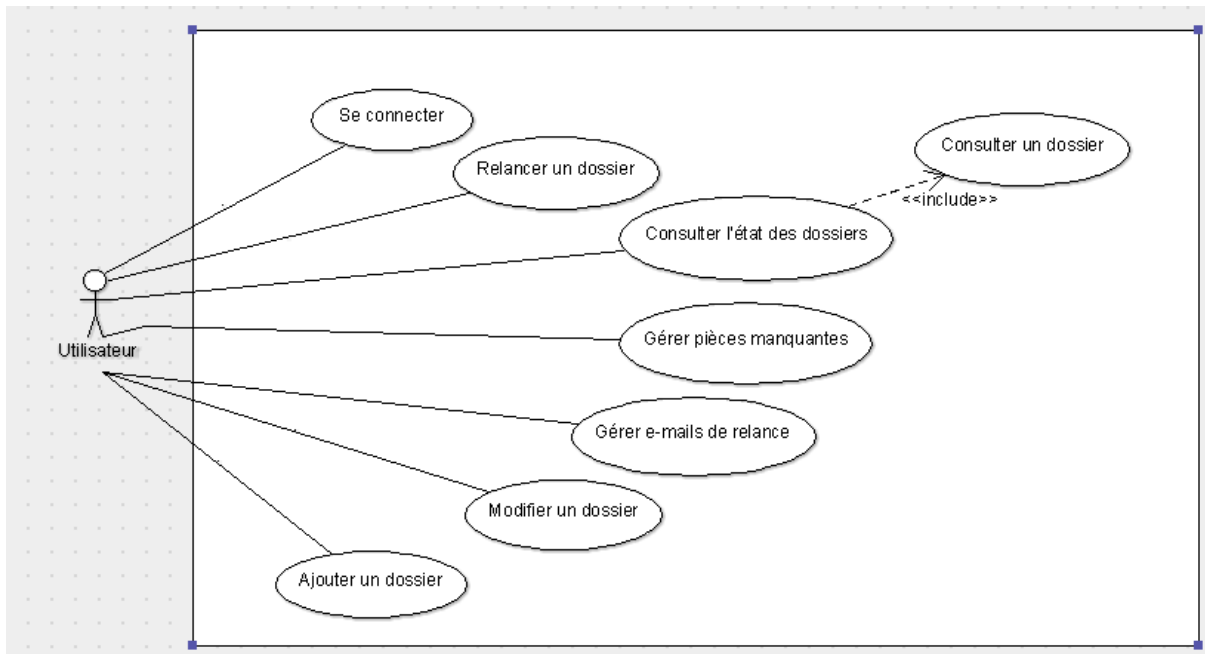 Se connecter
Consulter un dossier
Relancer un dossier
<<include>>
Consulter l'état des dossiers
Gérer pièces manquantes
Utilisateur
Gérer e-mails de relance
Modifier un dossier
Ajouter un dossier